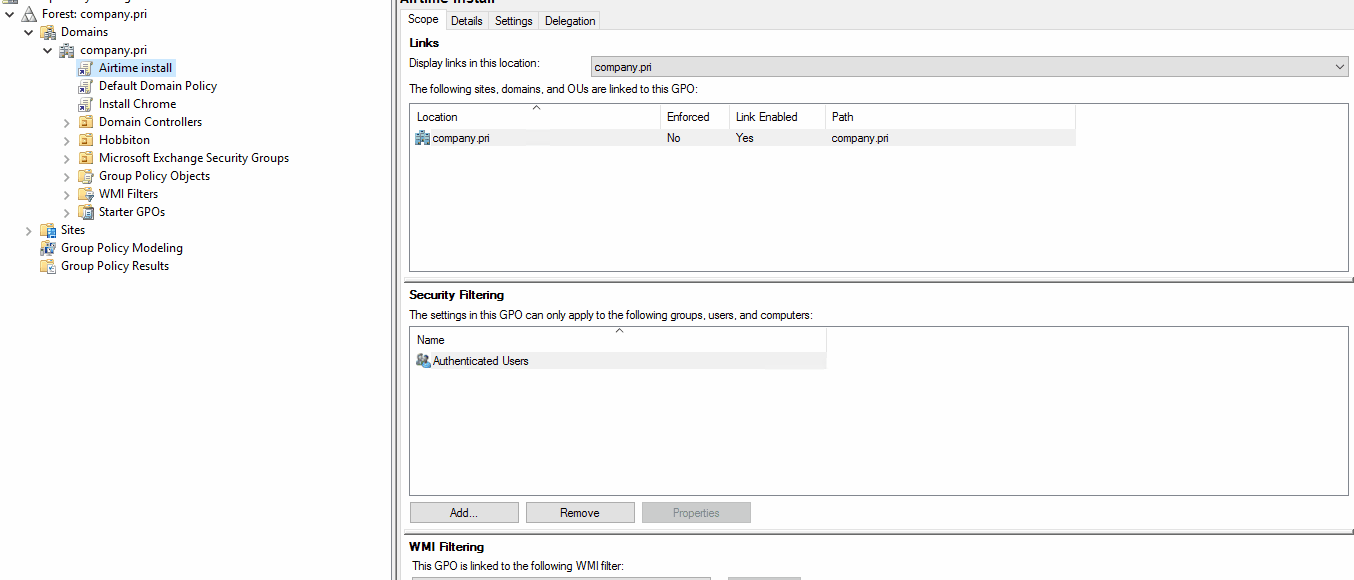 Forest: company.pri
Domains
company.pri
Airtime install
Default Domain Policy
Install Chrome
Domain Controllers
Hobbiton
Microsoft Exchange Security Groups
Group Policy Objects
WMI Filters
Starter GPOs
Sites
Group Policy Modeling
Group Policy Results
Airtime install
Scope Details Settings Delegation
Links
Display links in this location: company.pri
The following sites, domains, and OUs are linked to this GPO:
Location Enforced Link Enabled Path
company.pri No Yes company.pri
Security Filtering
The settings in this GPO can only apply to the following groups, users, and computers:
Name
Authenticated Users
Add... Remove Properties
WMI Filtering
This GPO is linked to the following WMI filter: